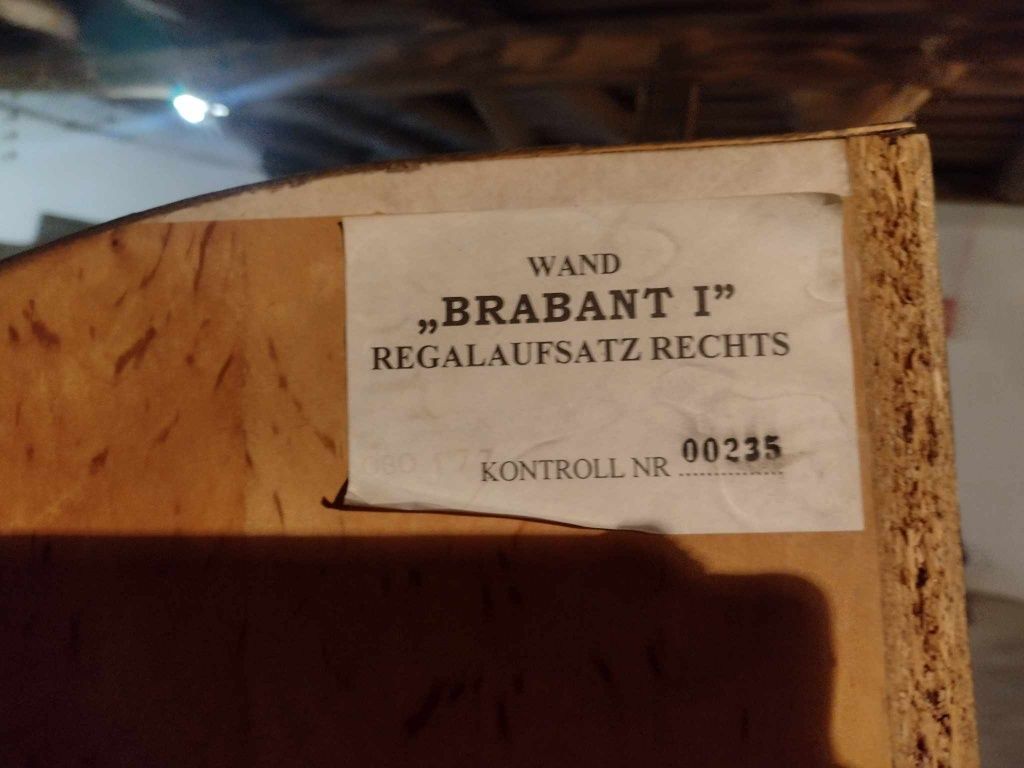 WAND
„BRABANT I”
REGALAUFSATZ RECHTS
KONTROLL NR 00235